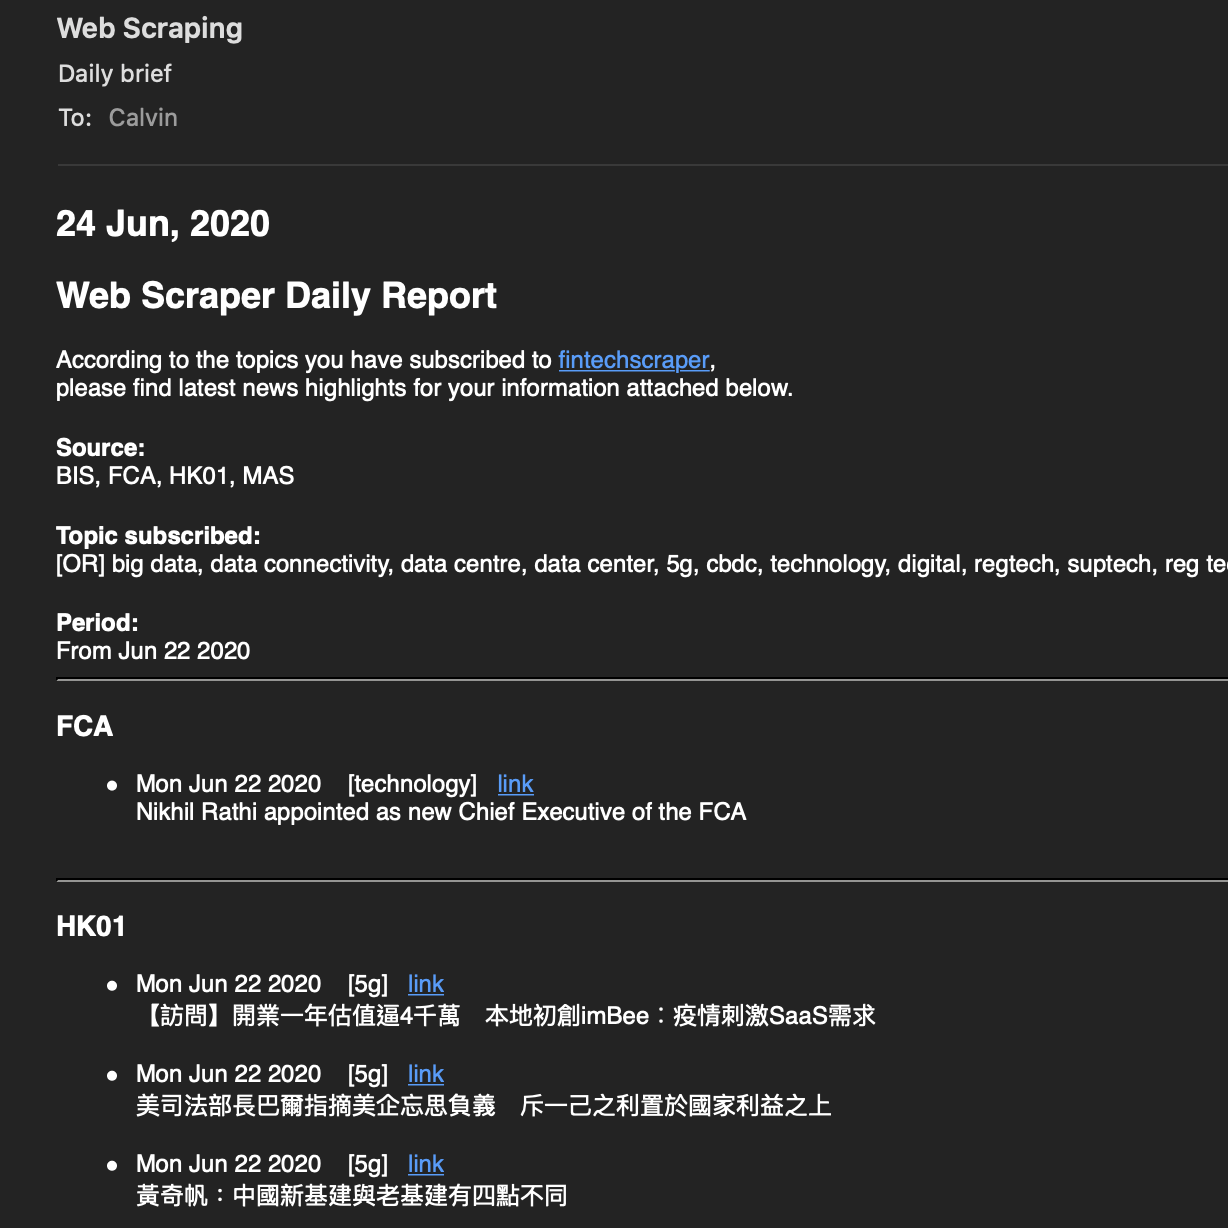 Web Scraping
Daily brief
To: Calvin
24 Jun, 2020
Web Scraper Daily Report
According to the topics you have subscribed to fintechscraper,
please find latest news highlights for your information attached below.
Source:
BIS, FCA, HK01, MAS
Topic subscribed:
[OR] big data, data connectivity, data centre, data center, 5g, cbdc, technology, digital, regtech, suptech, reg
Period:
From Jun 22 2020
FCA
• Mon Jun 22 2020 [technology] link
Nikhil Rathi appointed as new Chief Executive of the FCA
HK01
• Mon Jun 22 2020 [5g] link
【訪問】開業一年估值逼4千萬　本地初創imBee：疫情刺激SaaS需求
• Mon Jun 22 2020 [5g] link
美司法部長巴爾指摘美企忘思負義　斥一己之利置於國家利益之上
• Mon Jun 22 2020 [5g] link
黃奇帆：中國新基建與老基建有四點不同